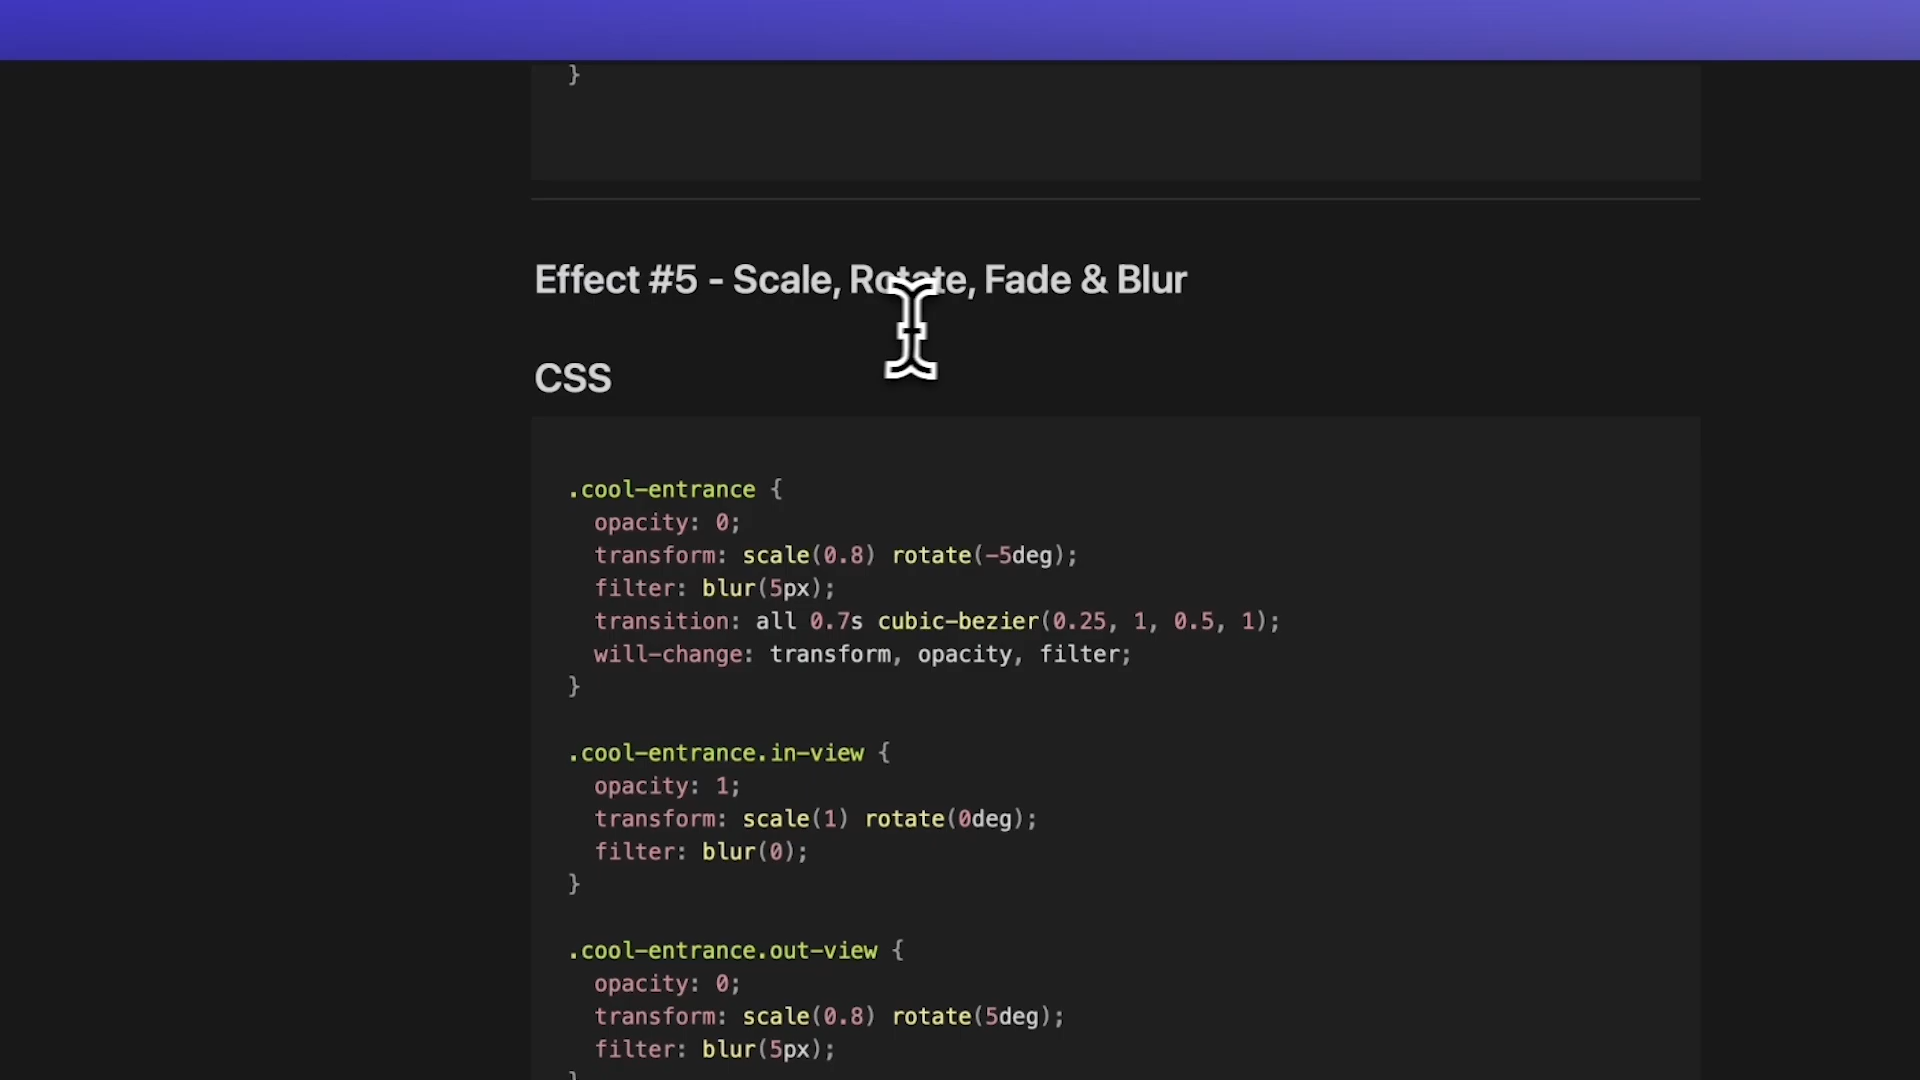 }
Effect #5 - Scale, Rotate, Fade & Blur
CSS
.cool-entrance {
opacity: 0;
transform: scale(0.8) rotate(-5deg);
filter: blur(5px);
transition: all 0.7s cubic-bezier(0.25, 1, 0.5, 1);
will-change: transform, opacity, filter;
}
.cool-entrance.in-view {
opacity: 1;
transform: scale(1) rotate(0deg);
filter: blur(0);
}
.cool-entrance.out-view {
opacity: 0;
transform: scale(0.8) rotate(5deg);
filter: blur(5px);
}